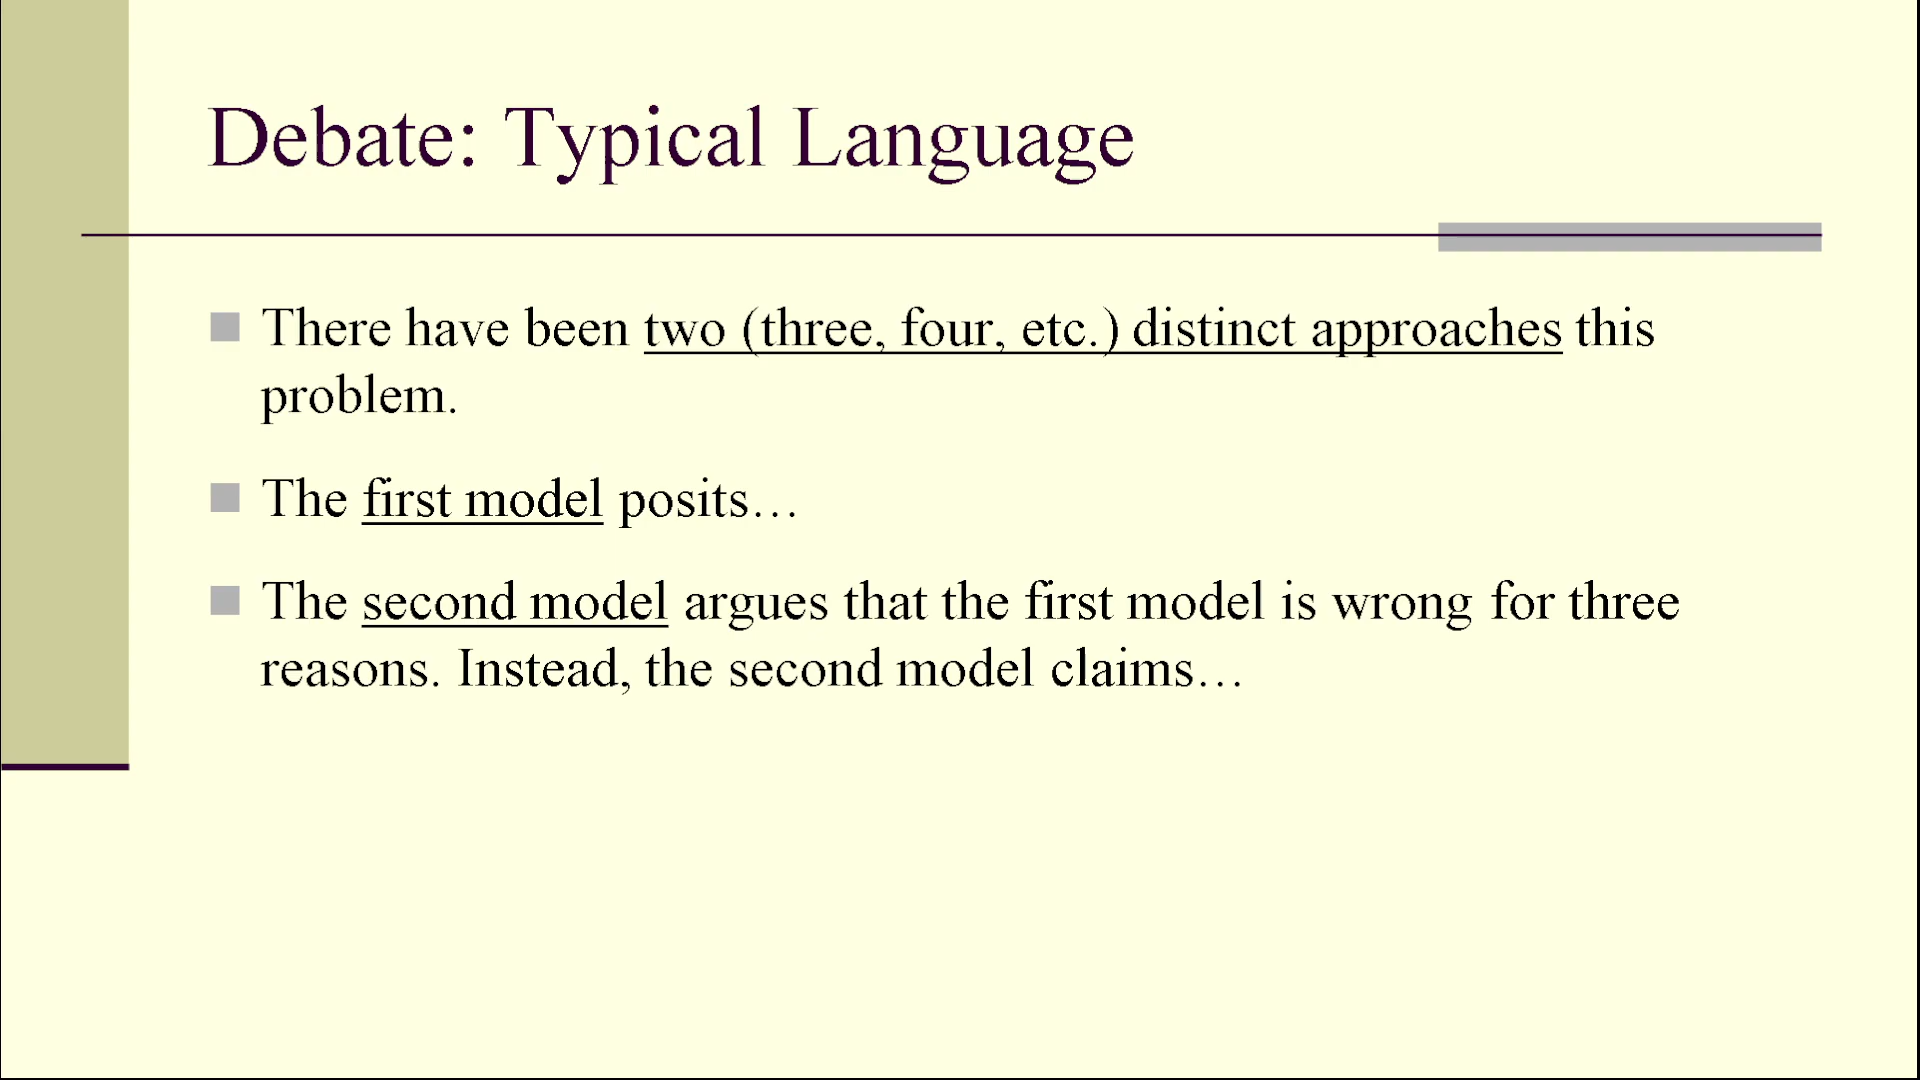 Debate: Typical Language
There have been two (three, four, etc.) distinct approaches this
problem.
The first model posits…
The second model argues that the first model is wrong for three
reasons. Instead, the second model claims…